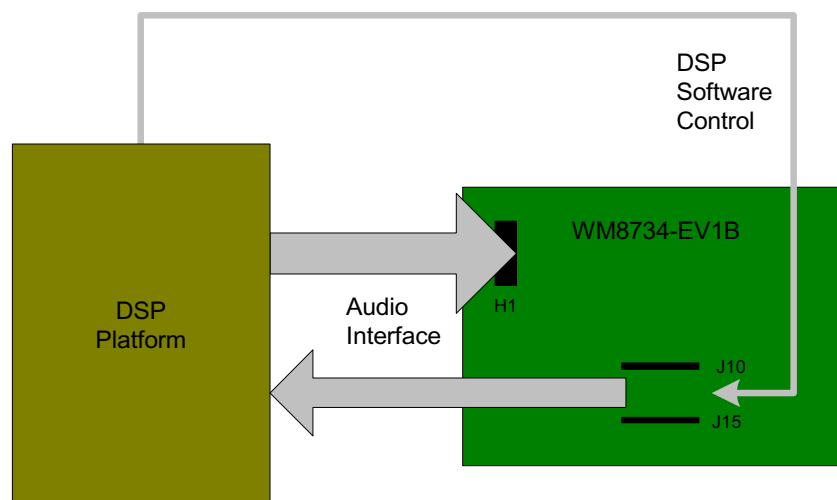 DSP
Software
Control
WM8734-EV1B
H1
DSP
Platform
Audio
Interface
J10
J15